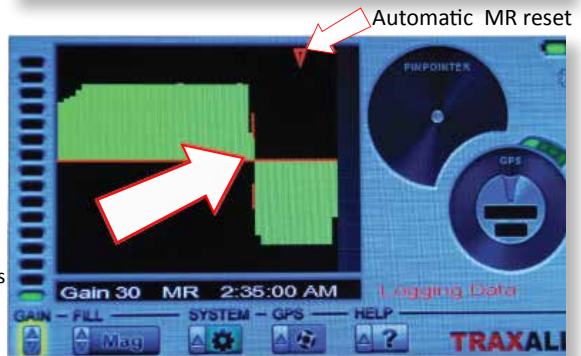 Automatic MR reset
PINPOINTER
GPS
s
Gain 30 MR 2:35:00 AM
Logging Data
GAIN – FILL – SYSTEM – GPS – HELP –
Mag ?
TRAXALL